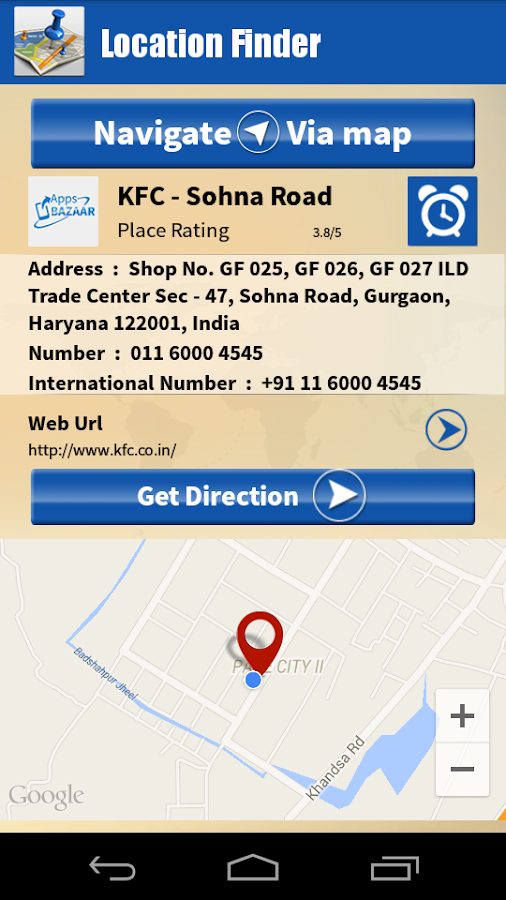 Location Finder
Navigate Via map
Apps
BAZAAR
KFC - Sohna Road
Place Rating 3.8/5
Address : Shop No. GF 025, GF 026, GF 027 ILD
Trade Center Sec - 47, Sohna Road, Gurgaon,
Haryana 122001, India
Number : 011 6000 4545
International Number : +91 11 6000 4545
Web Url
http://www.kfc.co.in/
Get Direction
CITY II
Badshahpur Jheel
Khandsa Rd
+
−
Google